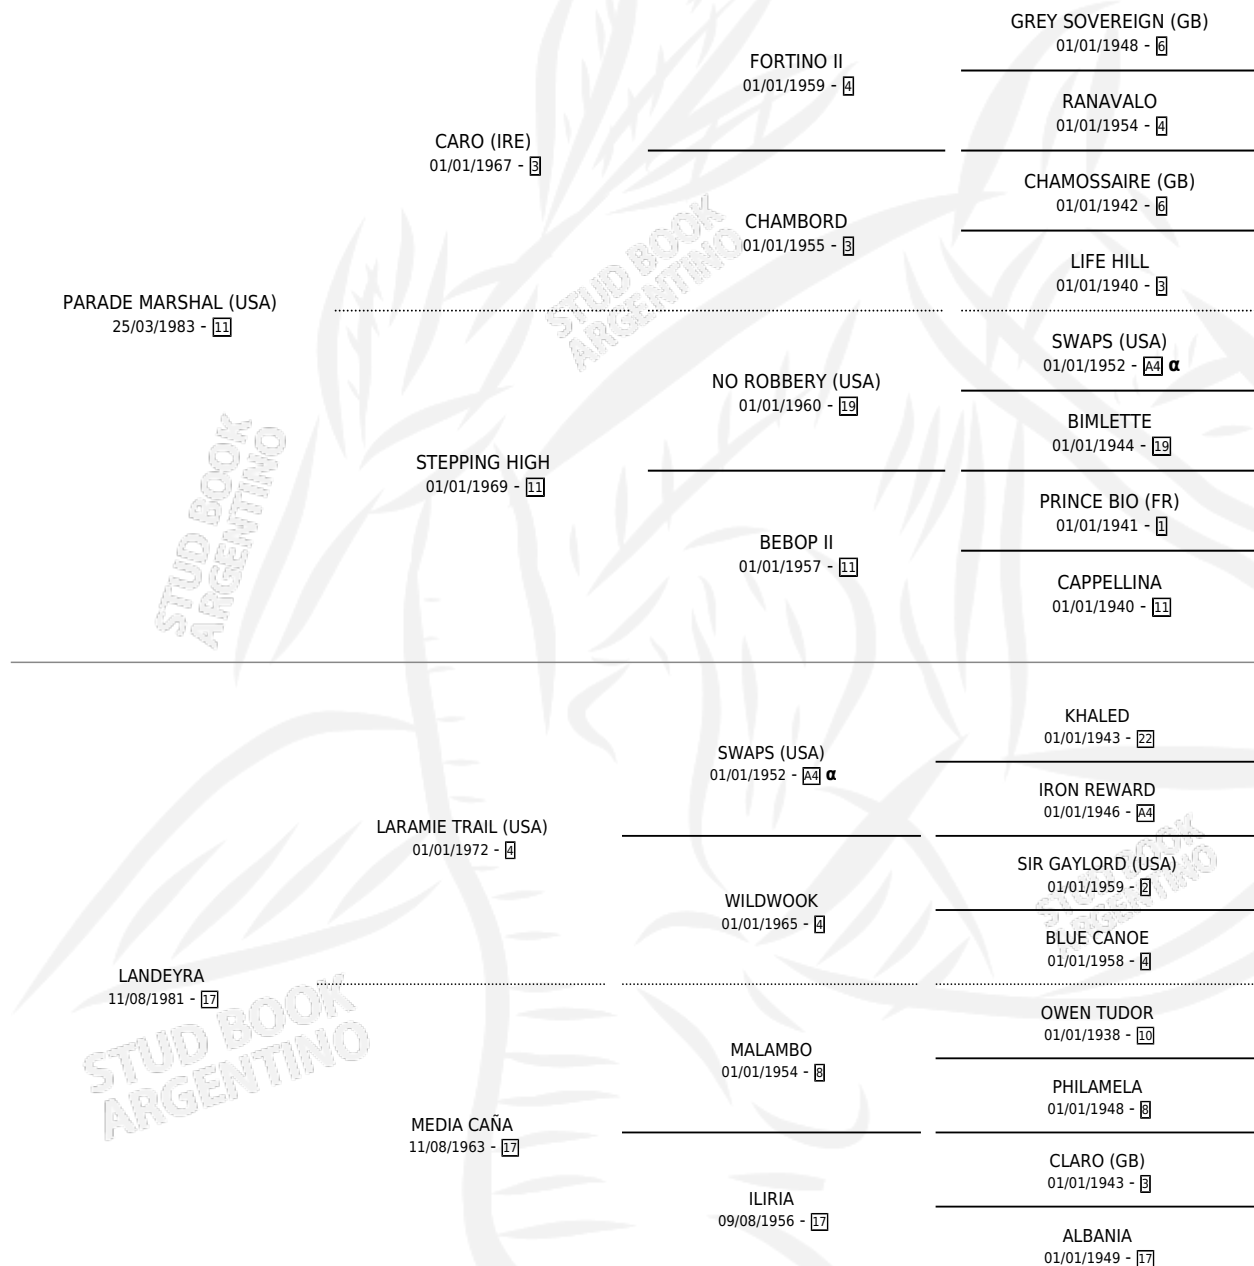 GREY SOVEREIGN (GB)
01/01/1948 - 6
FORTINO II
01/01/1959 - 4
RANAVALO
01/01/1954 - 4
CARO (IRE)
01/01/1967 - 3
CHAMOSSAIRE (GB)
01/01/1942 - 6
CHAMBORD
01/01/1955 - 3
LIFE HILL
01/01/1940 - 3
PARADE MARSHAL (USA)
25/03/1983 - 11
SWAPS (USA)
01/01/1952 - A4 α
NO ROBBERY (USA)
01/01/1960 - 19
BIMLETTE
01/01/1944 - 19
STEPPING HIGH
01/01/1969 - 11
PRINCE BIO (FR)
01/01/1941 - 1
BEBOP II
01/01/1957 - 11
CAPPELLINA
01/01/1940 - 11
KHALED
01/01/1943 - 22
SWAPS (USA)
01/01/1952 - A4 α
IRON REWARD
01/01/1946 - A4
LARAMIE TRAIL (USA)
01/01/1972 - 4
SIR GAYLORD (USA)
01/01/1959 - 2
WILDWOOK
01/01/1965 - 4
BLUE CANOE
01/01/1958 - 4
LANDEYRA
11/08/1981 - 17
OWEN TUDOR
01/01/1938 - 10
MALAMBO
01/01/1954 - 8
PHILAMELA
01/01/1948 - 8
MEDIA CAÑA
11/08/1963 - 17
CLARO (GB)
01/01/1943 - 3
ILIRIA
09/08/1956 - 17
ALBANIA
01/01/1949 - 17
STUD BOOK
ARGENTINO
STUD BOOK
ARGENTINO
STUD BOOK
ARGENTINO
STUD BOOK
ARGENTINO